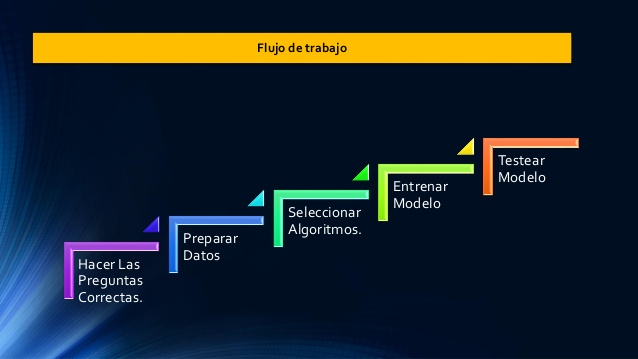 Flujo de trabajo
Hacer Las
Preguntas
Correctas.
Preparar
Datos
Seleccionar
Algoritmos.
Entrenar
Modelo
Testear
Modelo